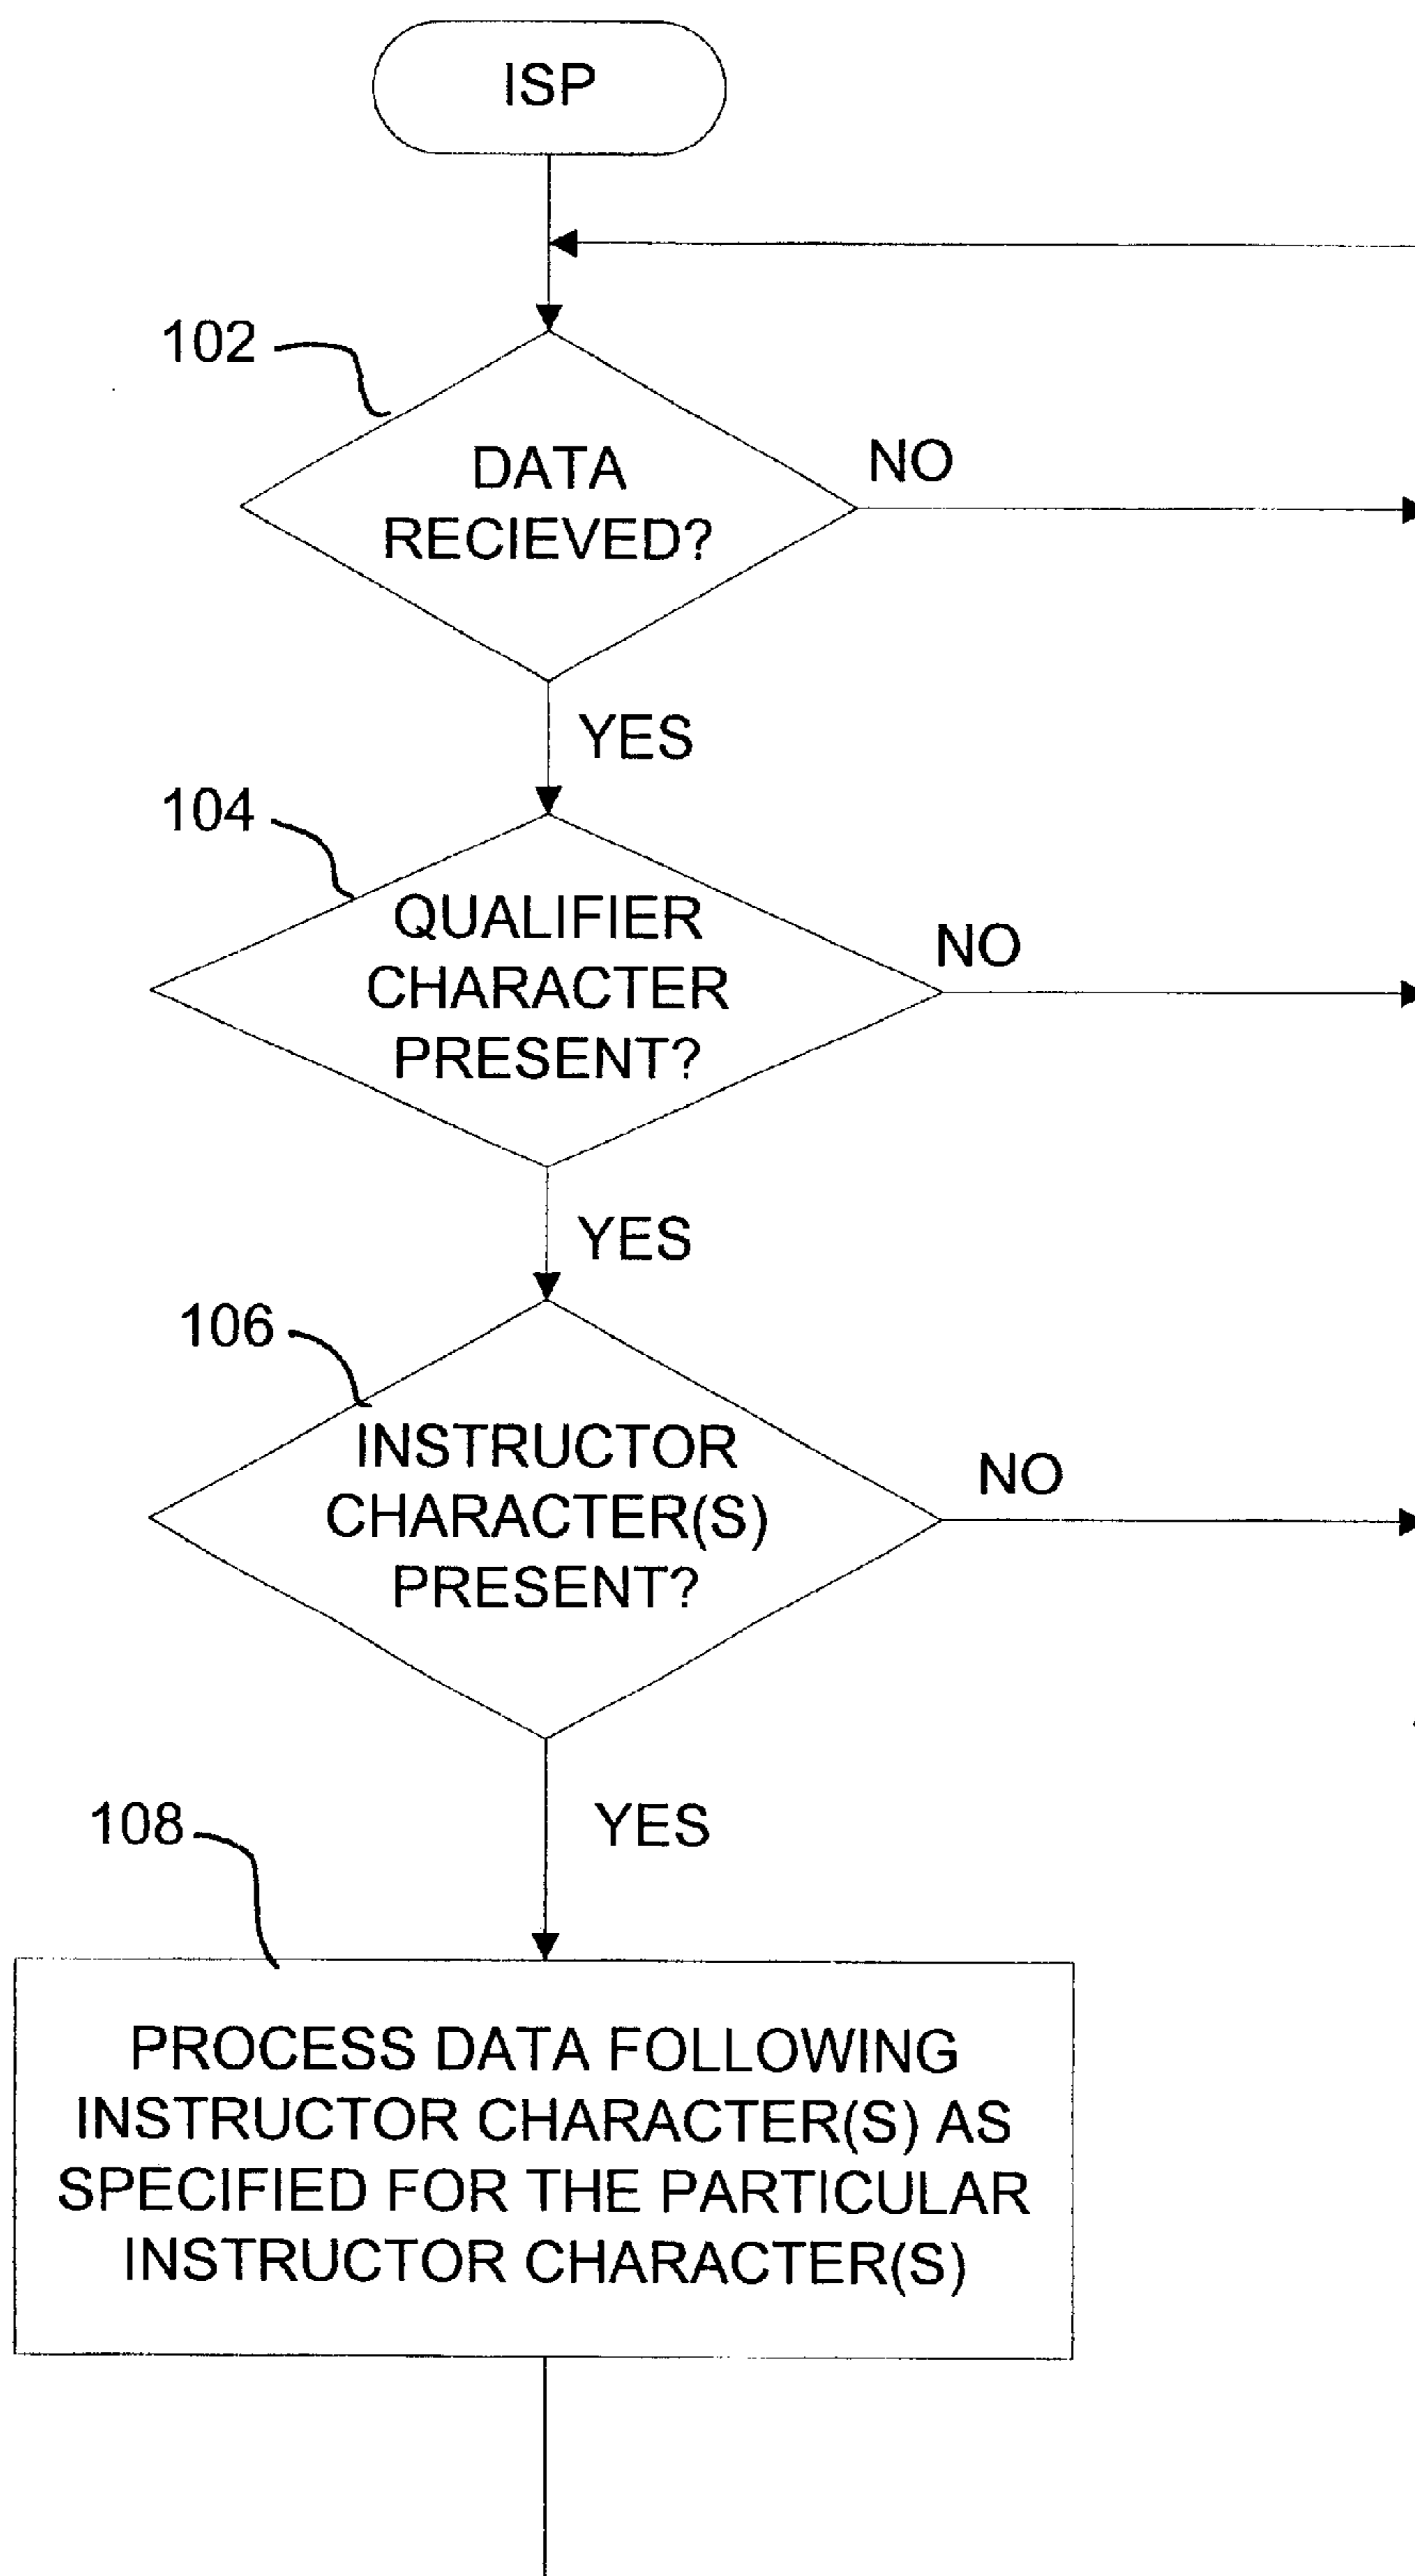 ISP
102
DATA
RECIEVED?
NO
YES
104
QUALIFIER
CHARACTER
PRESENT?
NO
YES
106
INSTRUCTOR
CHARACTER(S)
PRESENT?
NO
YES
108
PROCESS DATA FOLLOWING
INSTRUCTOR CHARACTER(S) AS
SPECIFIED FOR THE PARTICULAR
INSTRUCTOR CHARACTER(S)